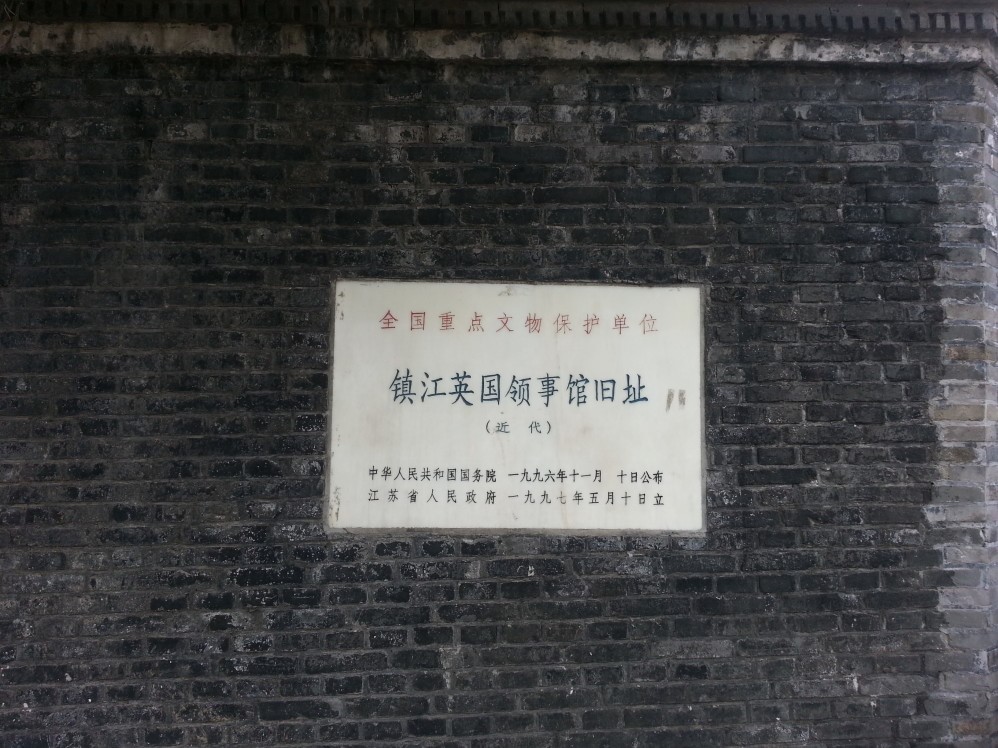 全国重点文物保护单位
镇江英国领事馆旧址
（近代）
中华人民共和国国务院 一九九六年十一月 十日公布
江苏省人民政府 一九九七年五月十日立